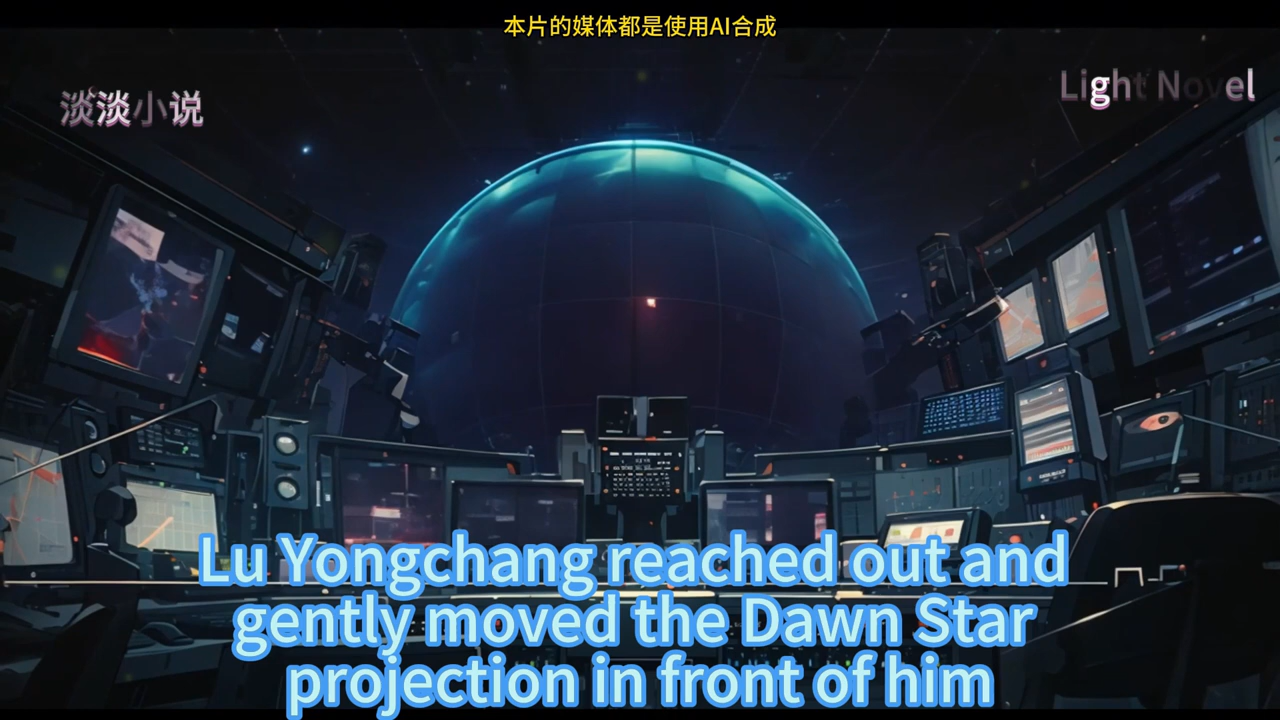 本片的媒体都是使用AI合成
淡淡小说
Light Novel
Lu Yongchang reached out and
gently moved the Dawn Star
projection in front of him